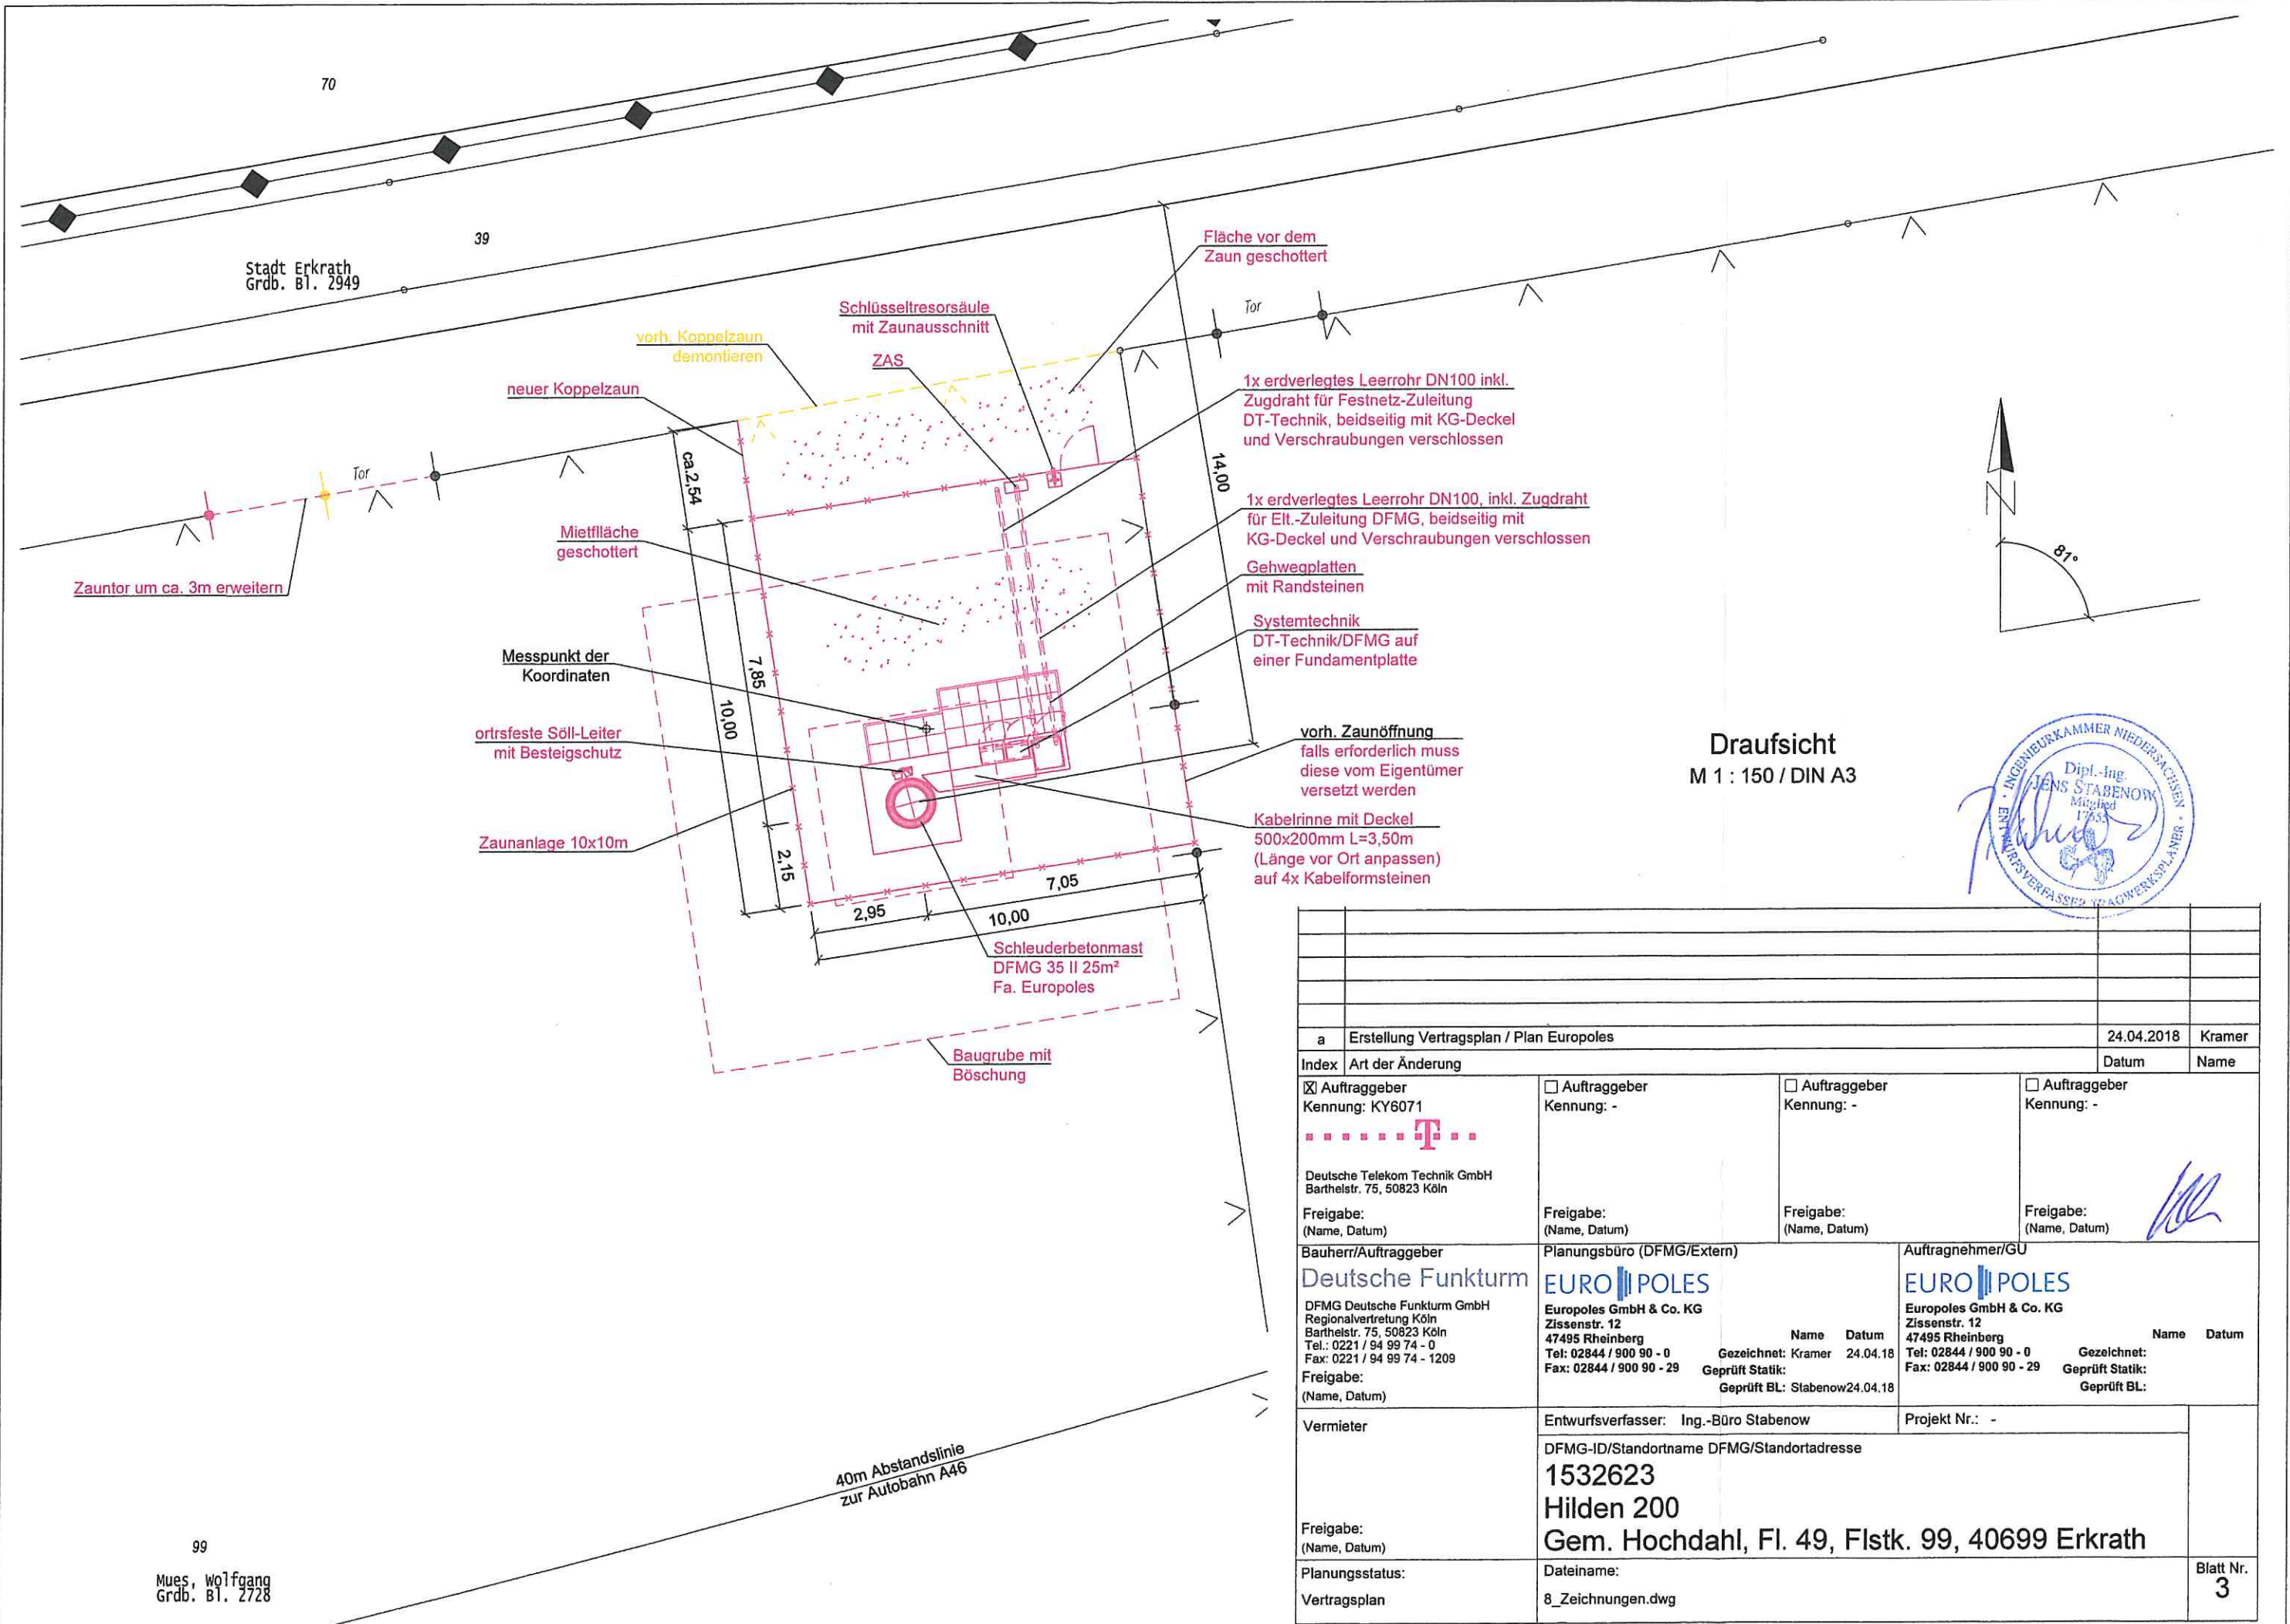 70
39
Stadt Erkrath
Grdb. Bl. 2949
Fläche vor dem
Zaun geschottert
Schlüsseltresorsäule
mit Zaunausschnitt
Tor
vorh. Koppelzaun
demontieren
ZAS
neuer Koppelzaun
1x erdverlegtes Leerrohr DN100 inkl.
Zugdraht für Festnetz-Zuleitung
DT-Technik, beidseitig mit KG-Deckel
und Verschraubungen verschlossen
Tor
ca.2,54
14,00
1x erdverlegtes Leerrohr DN100, inkl. Zugdraht
für Elt.-Zuleitung DFMG, beidseitig mit
KG-Deckel und Verschraubungen verschlossen
N
81°
Mietflläche
geschottert
Zauntor um ca. 3m erweitern
Gehwegplatten
mit Randsteinen
Systemtechnik
DT-Technik/DFMG auf
einer Fundamentplatte
Messpunkt der
Koordinaten
7,85
10,00
ortrsfeste Söll-Leiter
mit Besteigschutz
vorh. Zaunöffnung
falls erforderlich muss
diese vom Eigentümer
versetzt werden
Draufsicht
M 1 : 150 / DIN A3
INGENIEURKAMMER NIEDERSACHSEN
Dipl.-Ing.
JENS STABENOW
Mitglied
ENTWURFSVERFASSER TRAGWERKSPLANER
Zaunanlage 10x10m
2.15
Kabelrinne mit Deckel
500x200mm L=3,50m
(Länge vor Ort anpassen)
auf 4x Kabelformsteinen
7,05
2,95
10,00
Schleuderbetonmast
DFMG 35 II 25m²
Fa. Europoles
Baugrube mit
Böschung
40m Abstandslinie
zur Autobahn A46
99
Mues, Wolfgang
Grdb. Bl. 2728
a Erstellung Vertragsplan / Plan Europoles 24.04.2018 Kramer
Index Art der Änderung Datum Name
☒ Auftraggeber
Kennung: KY6071
T
Deutsche Telekom Technik GmbH
Barthelstr. 75, 50823 Köln
Freigabe:
(Name, Datum)
☐ Auftraggeber
Kennung: -
Freigabe:
(Name, Datum)
☐ Auftraggeber
Kennung: -
Freigabe:
(Name, Datum)
☐ Auftraggeber
Kennung: -
Freigabe:
(Name, Datum)
Bauherr/Auftraggeber
Deutsche Funkturm
DFMG Deutsche Funkturm GmbH
Regionalvertretung Köln
Barthelstr. 75, 50823 Köln
Tel.: 0221 / 94 99 74 - 0
Fax: 0221 / 94 99 74 - 1209
Freigabe:
(Name, Datum)
Planungsbüro (DFMG/Extern)
EUROPOLES
Europoles GmbH & Co. KG
Zissenstr. 12
47495 Rheinberg Name Datum
Tel: 02844 / 900 90 - 0 Gezeichnet: Kramer 24.04.18
Fax: 02844 / 900 90 - 29 Geprüft Statik:
Geprüft BL: Stabenow24.04.18
Auftragnehmer/GU
EUROPOLES
Europoles GmbH & Co. KG
Zissenstr. 12
47495 Rheinberg Name Datum
Tel: 02844 / 900 90 - 0 Gezeichnet:
Fax: 02844 / 900 90 - 29 Geprüft Statik:
Geprüft BL:
Vermieter
Freigabe:
(Name, Datum)
Entwurfsverfasser: Ing.-Büro Stabenow
Projekt Nr.: -
DFMG-ID/Standortname DFMG/Standortadresse
1532623
Hilden 200
Gem. Hochdahl, Fl. 49, Flstk. 99, 40699 Erkrath
Planungsstatus:
Vertragsplan
Dateiname:
8_Zeichnungen.dwg
Blatt Nr.
3